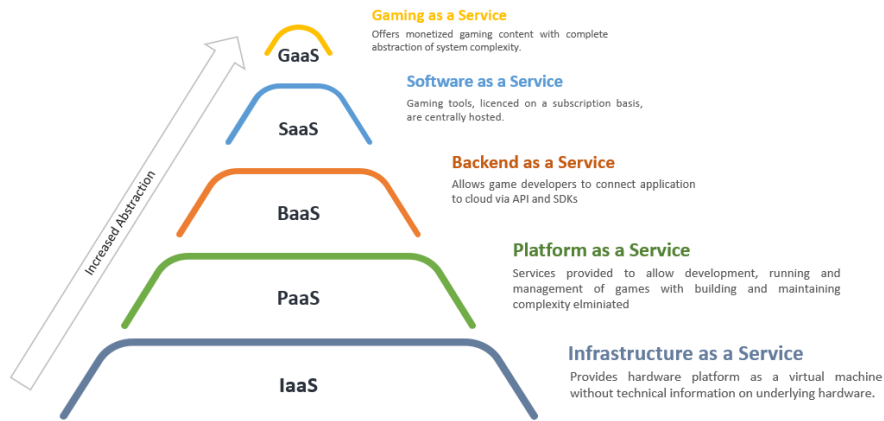 Gaming as a Service
Offers monetized gaming content with complete
abstraction of system complexity.
GaaS
Software as a Service
Gaming tools, licenced on a subscription basis,
are centrally hosted.
SaaS
Backend as a Service
Allows game developers to connect application
to cloud via API and SDKs
BaaS
Increased Abstraction
Platform as a Service
Services provided to allow development, running and
management of games with building and maintaining
complexity elminiated
PaaS
Infrastructure as a Service
Provides hardware platform as a virtual machine
without technical information on underlying hardware.
IaaS